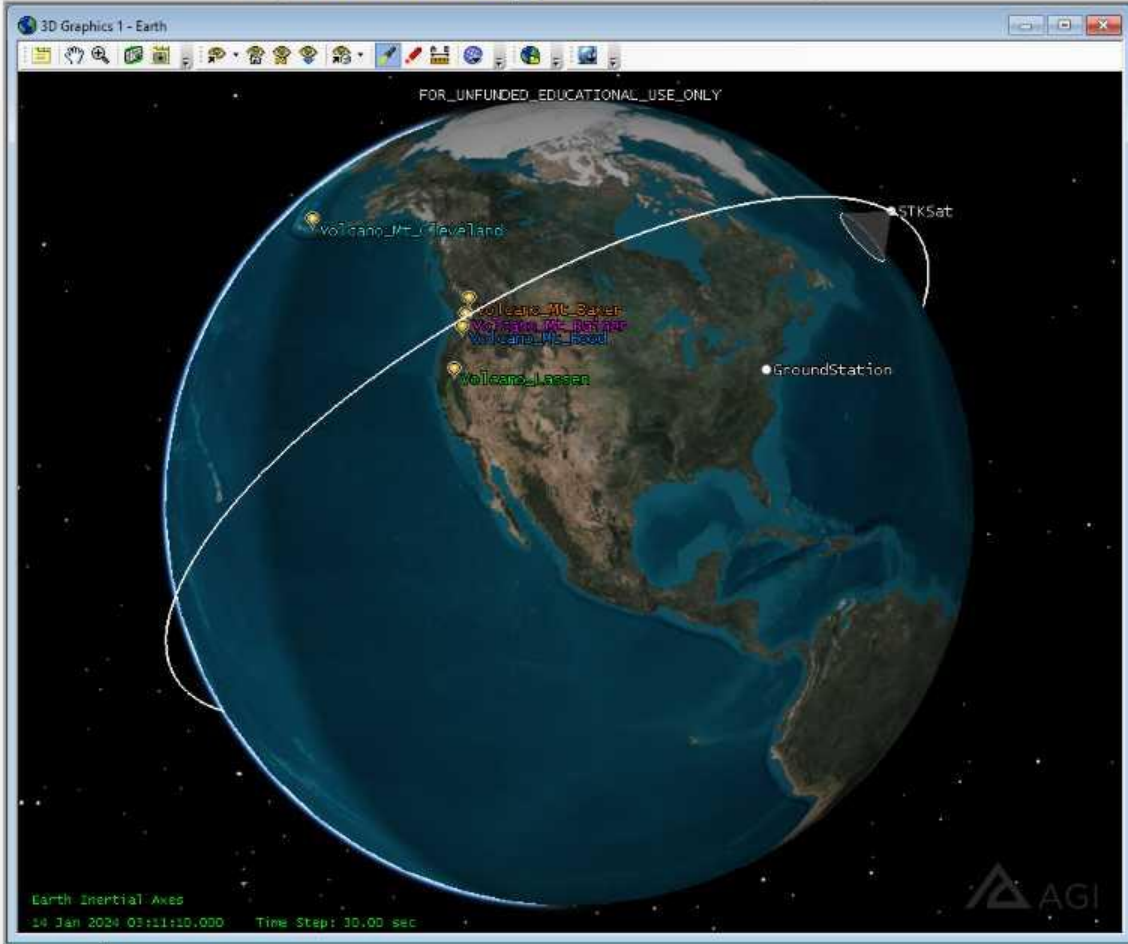 3D Graphics 1 - Earth
FOR_UNFUNDED_EDUCATIONAL_USE_ONLY
STKSat
Volcano_Mt_Cleveland
Volcano_Mt_Baker
Volcano_Mt_Rainer
Volcano_Mt_Hood
GroundStation
Volcano_Lassen
AGI
Earth Inertial Axes
14 Jan 2024 03:11:10.000 Time Step: 30.00 sec